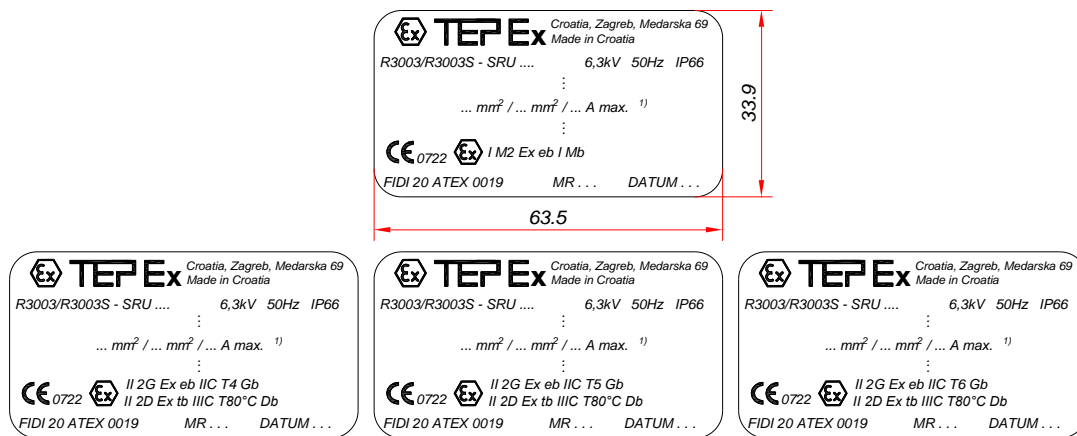 Ex TEP Ex Croatia, Zagreb, Medarska 69
Made in Croatia
R3003/R3003S - SRU .... 6,3kV 50Hz IP66
⋮
... mm² / ... mm² / ... A max. ¹⁾
⋮
CE 0722 Ex I M2 Ex eb I Mb
FIDI 20 ATEX 0019 MR . . . DATUM . . .
33.9
63.5
Ex TEP Ex Croatia, Zagreb, Medarska 69
Made in Croatia
R3003/R3003S - SRU .... 6,3kV 50Hz IP66
⋮
... mm² / ... mm² / ... A max. ¹⁾
⋮
CE 0722 Ex II 2G Ex eb IIC T4 Gb
II 2D Ex tb IIIC T80°C Db
FIDI 20 ATEX 0019 MR . . . DATUM . . .
Ex TEP Ex Croatia, Zagreb, Medarska 69
Made in Croatia
R3003/R3003S - SRU .... 6,3kV 50Hz IP66
⋮
... mm² / ... mm² / ... A max. ¹⁾
⋮
CE 0722 Ex II 2G Ex eb IIC T5 Gb
II 2D Ex tb IIIC T80°C Db
FIDI 20 ATEX 0019 MR . . . DATUM . . .
Ex TEP Ex Croatia, Zagreb, Medarska 69
Made in Croatia
R3003/R3003S - SRU .... 6,3kV 50Hz IP66
⋮
... mm² / ... mm² / ... A max. ¹⁾
⋮
CE 0722 Ex II 2G Ex eb IIC T6 Gb
II 2D Ex tb IIIC T80°C Db
FIDI 20 ATEX 0019 MR . . . DATUM . . .